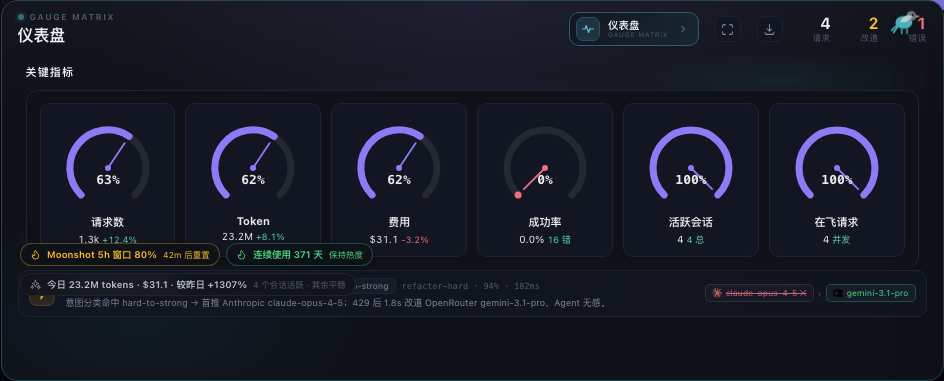 GAUGE MATRIX
仪表盘
仪表盘
GAUGE MATRIX
4
请求
2
改道
1
错误
关键指标
63%
请求数
1.3k +12.4%
62%
Token
23.2M +8.1%
62%
费用
$31.1 -3.2%
0%
成功率
0.0% 16 错
100%
活跃会话
4 4 总
100%
在飞请求
4 并发
Moonshot 5h 窗口 80% 42m 后重置
连续使用 371 天 保持热度
今日 23.2M tokens · $31.1 · 较昨日 +1307% 4 个会话活跃 · 其余平稳
o-strong refactor-hard · 94% · 182ms
意图分类命中 hard-to-strong → 首推 Anthropic claude-opus-4-5；429 后 1.8s 改道 OpenRouter gemini-3.1-pro，Agent 无感。
claude-opus-4-5 ✕ › gemini-3.1-pro